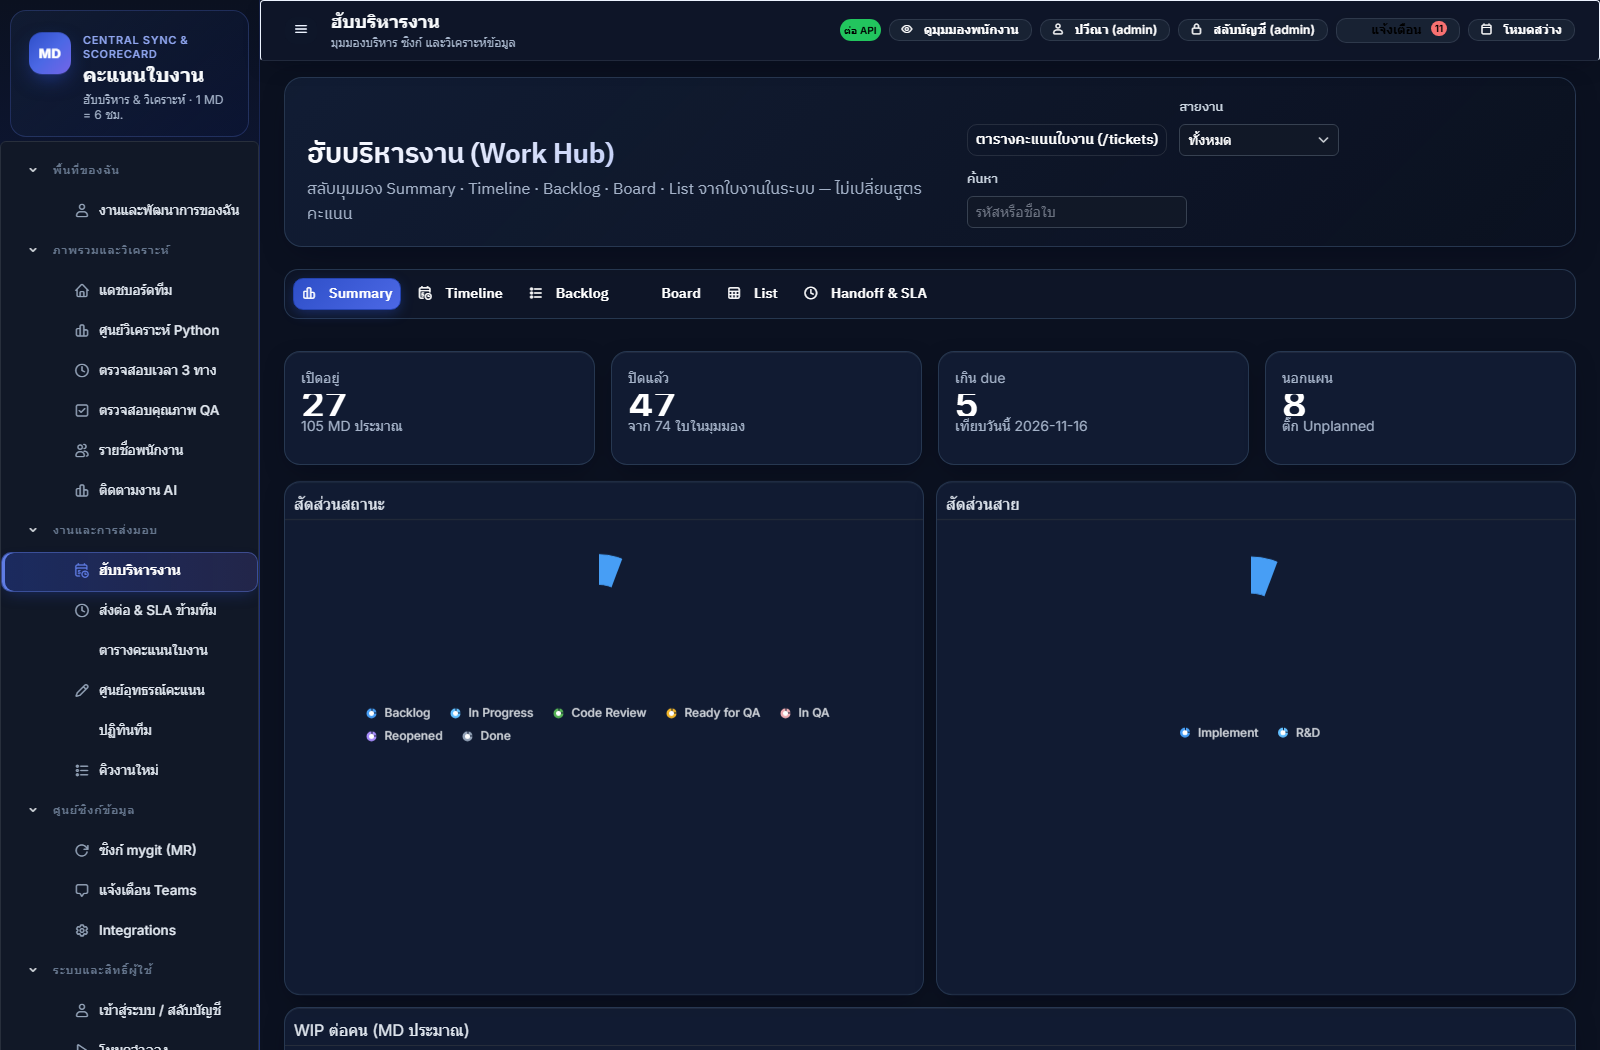 MD
CENTRAL SYNC &
SCORECARD
คะแนนใบงาน
ฮับบริหาร & วิเคราะห์ · 1 MD
= 6 ชม.
พื้นที่ของฉัน
งานและพัฒนาการของฉัน
ภาพรวมและวิเคราะห์
แดชบอร์ดทีม
ศูนย์วิเคราะห์ Python
ตรวจสอบเวลา 3 ทาง
ตรวจสอบคุณภาพ QA
รายชื่อพนักงาน
ติดตามงาน AI
งานและการส่งมอบ
ฮับบริหารงาน
ส่งต่อ & SLA ข้ามทีม
ตารางคะแนนใบงาน
ศูนย์อุทธรณ์คะแนน
ปฏิทินทีม
คิวงานใหม่
ศูนย์ซิงก์ข้อมูล
ซิงก์ mygit (MR)
แจ้งเตือน Teams
Integrations
ระบบและสิทธิ์ผู้ใช้
เข้าสู่ระบบ / สลับบัญชี
โหมดจำลอง
ฮับบริหารงาน
มุมมองบริหาร ซิงก์ และวิเคราะห์ข้อมูล
ต่อ API
ดูมุมมองพนักงาน
ปวีณา (admin)
สลับบัญชี (admin)
แจ้งเตือน 11
โหมดสว่าง
ฮับบริหารงาน (Work Hub)
สลับมุมมอง Summary · Timeline · Backlog · Board · List จากใบงานในระบบ — ไม่เปลี่ยนสูตร
คะแนน
ตารางคะแนนใบงาน (/tickets)
สายงาน
ทั้งหมด
ค้นหา
รหัสหรือชื่อใบ
Summary
Timeline
Backlog
Board
List
Handoff & SLA
เปิดอยู่
27
105 MD ประมาณ
ปิดแล้ว
47
จาก 74 ใบในมุมมอง
เกิน due
5
เทียบวันนี้ 2026-11-16
นอกแผน
8
ติ๊ก Unplanned
สัดส่วนสถานะ
Backlog
In Progress
Code Review
Ready for QA
In QA
Reopened
Done
สัดส่วนสาย
Implement
R&D
WIP ต่อคน (MD ประมาณ)